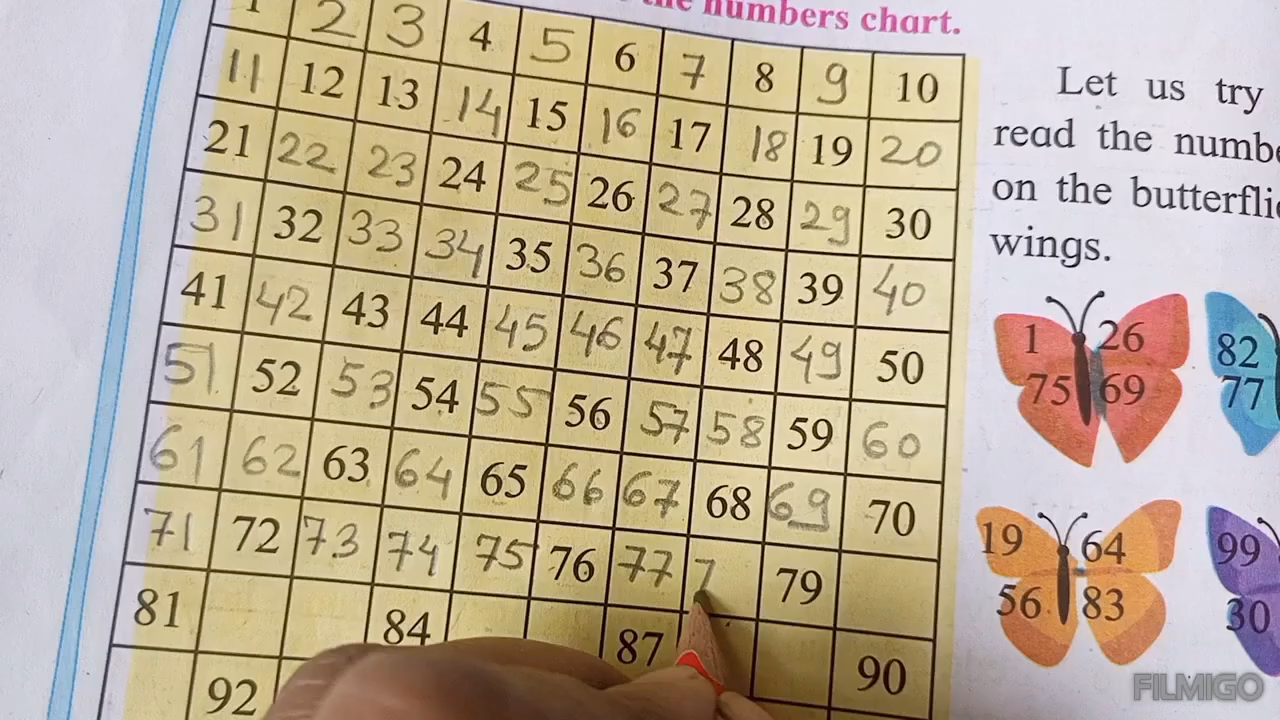 the numbers chart.
1 2 3 4 5 6 7 8 9 10
11 12 13 14 15 16 17 18 19 20
21 22 23 24 25 26 27 28 29 30
31 32 33 34 35 36 37 38 39 40
41 42 43 44 45 46 47 48 49 50
51 52 53 54 55 56 57 58 59 60
61 62 63 64 65 66 67 68 69 70
71 72 73 74 75 76 77 7 79
81 84 87 90
92
Let us try
read the
on the
wings.
1 26
75 69
82
77
19 64
56 83
99
30
FILMIGO